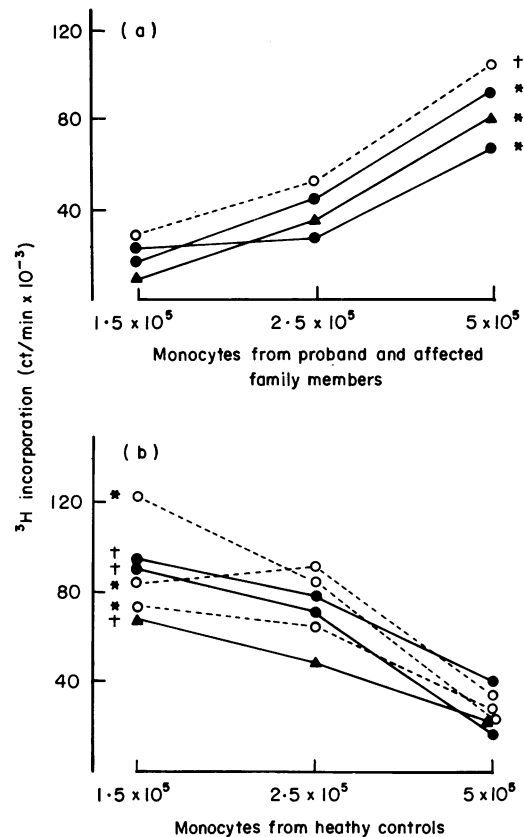 ³H incorporation (ct/min x 10⁻³)
(a)
120
80
40
†
*
*
*
1·5 x 10⁵ 2·5 x 10⁵ 5 x 10⁵
Monocytes from proband and affected
family members
(b)
120
80
40
*
†
†
*
*
†
1·5 x 10⁵ 2·5 x 10⁵ 5 x 10⁵
Monocytes from heathy controls